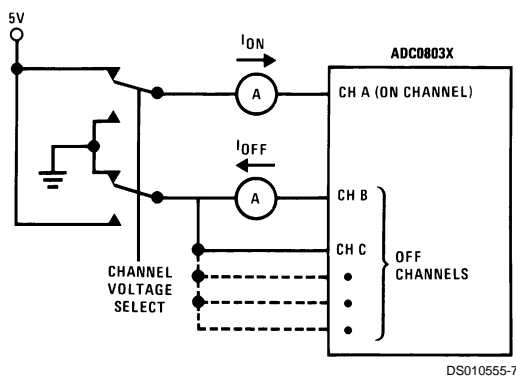 5V
ION
ADC0803X
A
CH A (ON CHANNEL)
IOFF
A
CH B
CH C
OFF
CHANNELS
CHANNEL
VOLTAGE
SELECT
DS010555-7